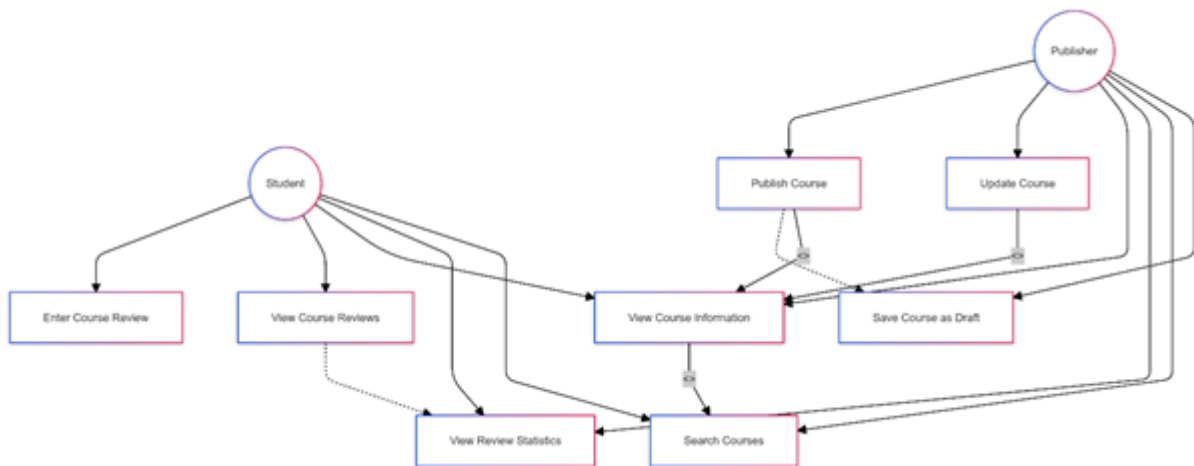 Publisher
Publish Course
Update Course
Student
Enter Course Review
View Course Reviews
View Course Information
Save Course as Draft
View Review Statistics
Search Courses